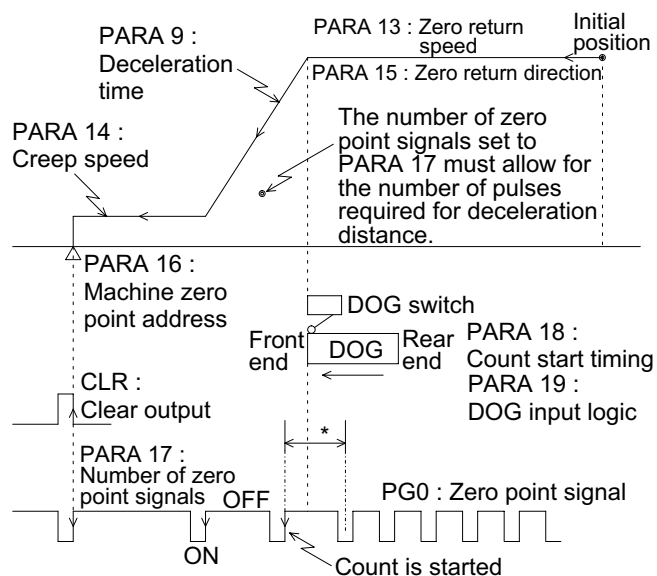 PARA 9 :
Deceleration
time
PARA 13 : Zero return
speed
Initial
position
PARA 15 : Zero return direction
PARA 14 :
Creep speed
The number of zero
point signals set to
PARA 17 must allow for
the number of pulses
required for deceleration
distance.
PARA 16 :
Machine zero
point address
DOG switch
Front
end
DOG
Rear
end
PARA 18 :
Count start timing
PARA 19 :
DOG input logic
CLR :
Clear output
*
PARA 17 :
Number of zero
point signals
OFF
PG0 : Zero point signal
ON
Count is started